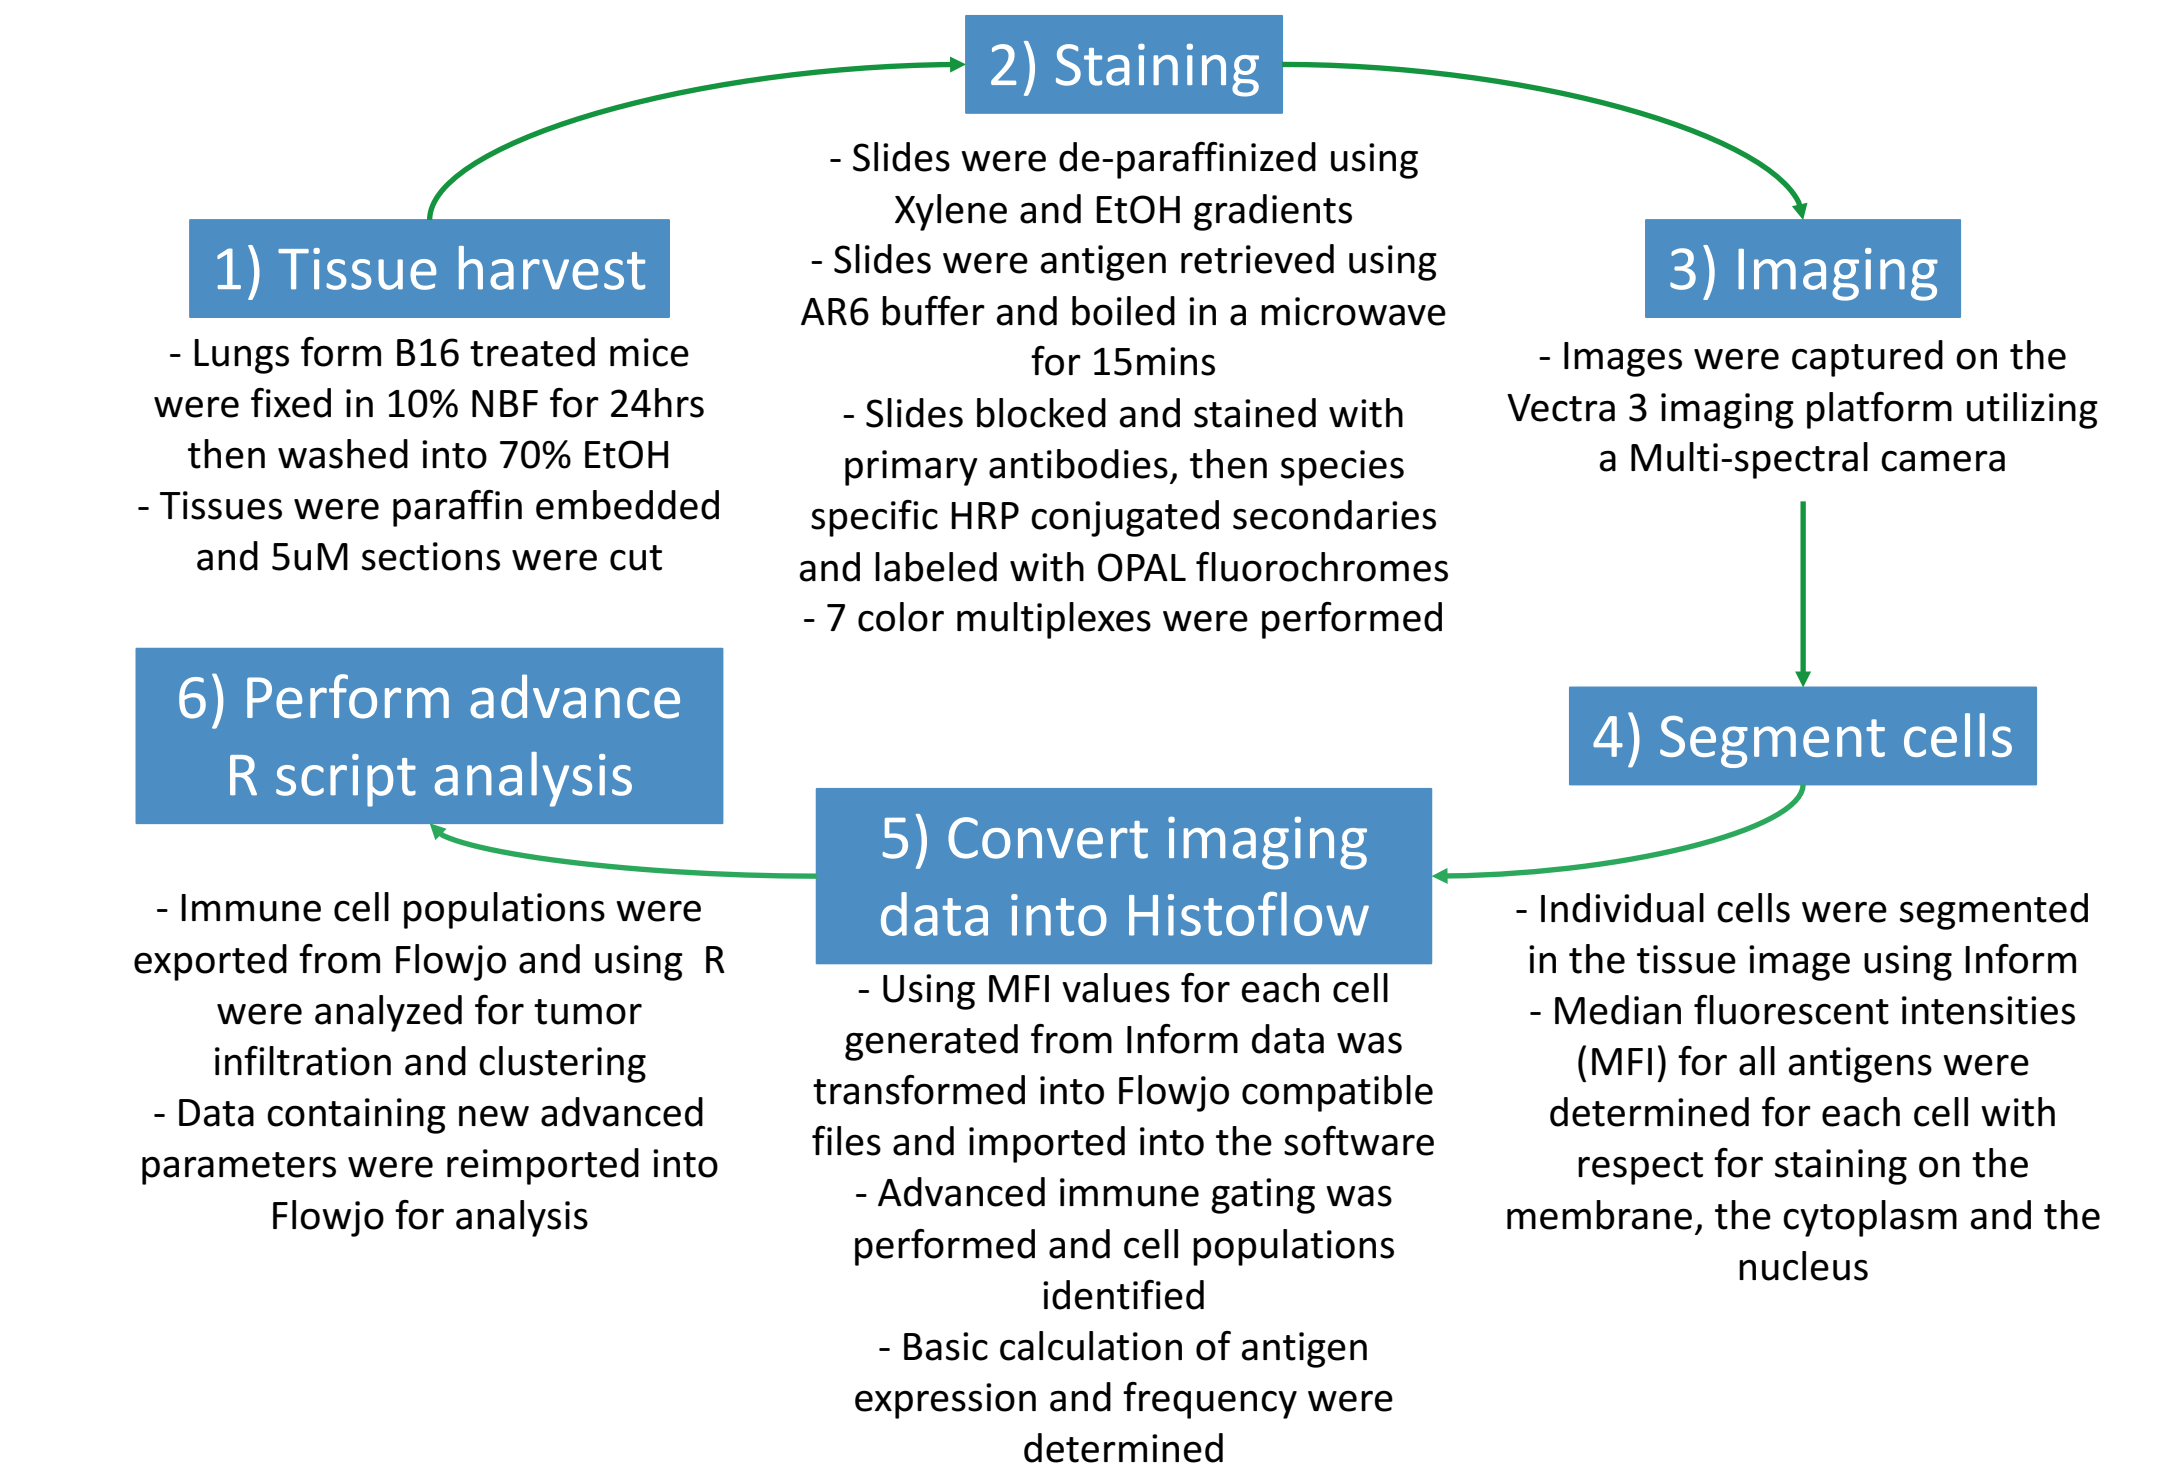 1) Tissue harvest
- Lungs form B16 treated mice
were fixed in 10% NBF for 24hrs
then washed into 70% EtOH
- Tissues were paraffin embedded
and 5uM sections were cut
2) Staining
- Slides were de-paraffinized using
Xylene and EtOH gradients
- Slides were antigen retrieved using
AR6 buffer and boiled in a microwave
for 15mins
- Slides blocked and stained with
primary antibodies, then species
specific HRP conjugated secondaries
and labeled with OPAL fluorochromes
- 7 color multiplexes were performed
3) Imaging
- Images were captured on the
Vectra 3 imaging platform utilizing
a Multi-spectral camera
4) Segment cells
- Individual cells were segmented
in the tissue image using Inform
- Median fluorescent intensities
(MFI) for all antigens were
determined for each cell with
respect for staining on the
membrane, the cytoplasm and the
nucleus
5) Convert imaging
data into Histoflow
- Using MFI values for each cell
generated from Inform data was
transformed into Flowjo compatible
files and imported into the software
- Advanced immune gating was
performed and cell populations
identified
- Basic calculation of antigen
expression and frequency were
determined
6) Perform advance
R script analysis
- Immune cell populations were
exported from Flowjo and using  R
were analyzed for tumor
infiltration and clustering
- Data containing new advanced
parameters were reimported into
Flowjo for analysis